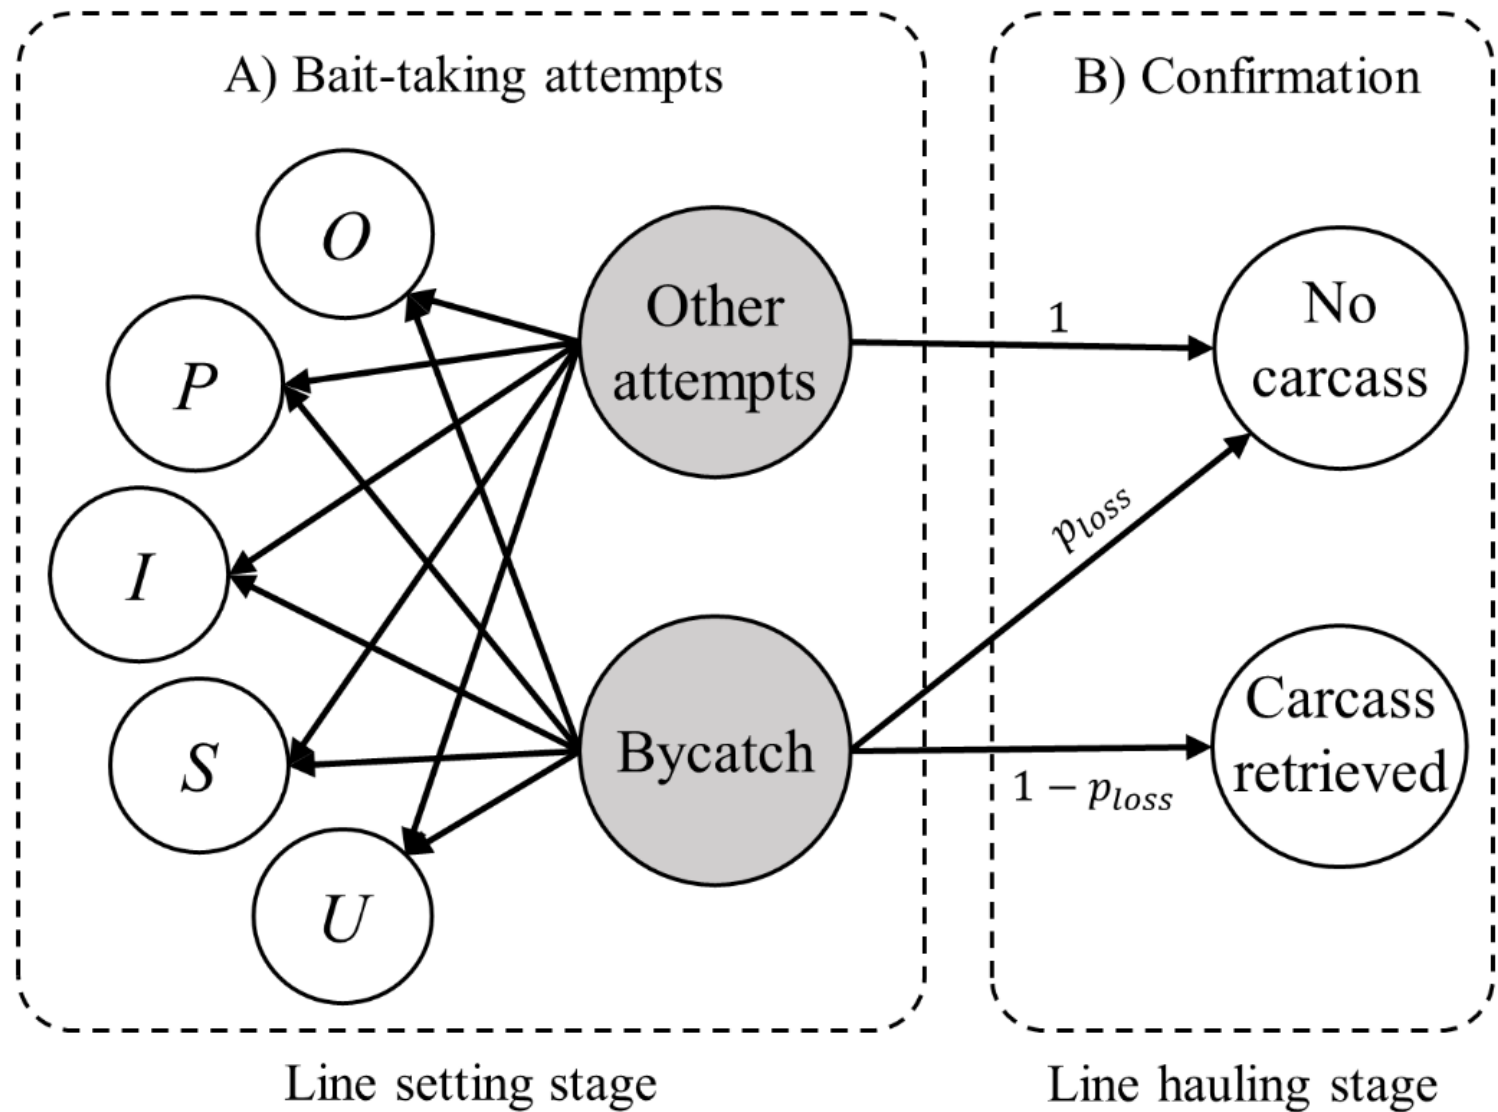 A) Bait-taking attempts
B) Confirmation
O
P
I
S
U
Other
attempts
Bycatch
1
p_loss
1 − p_loss
No
carcass
Carcass
retrieved
Line setting stage
Line hauling stage